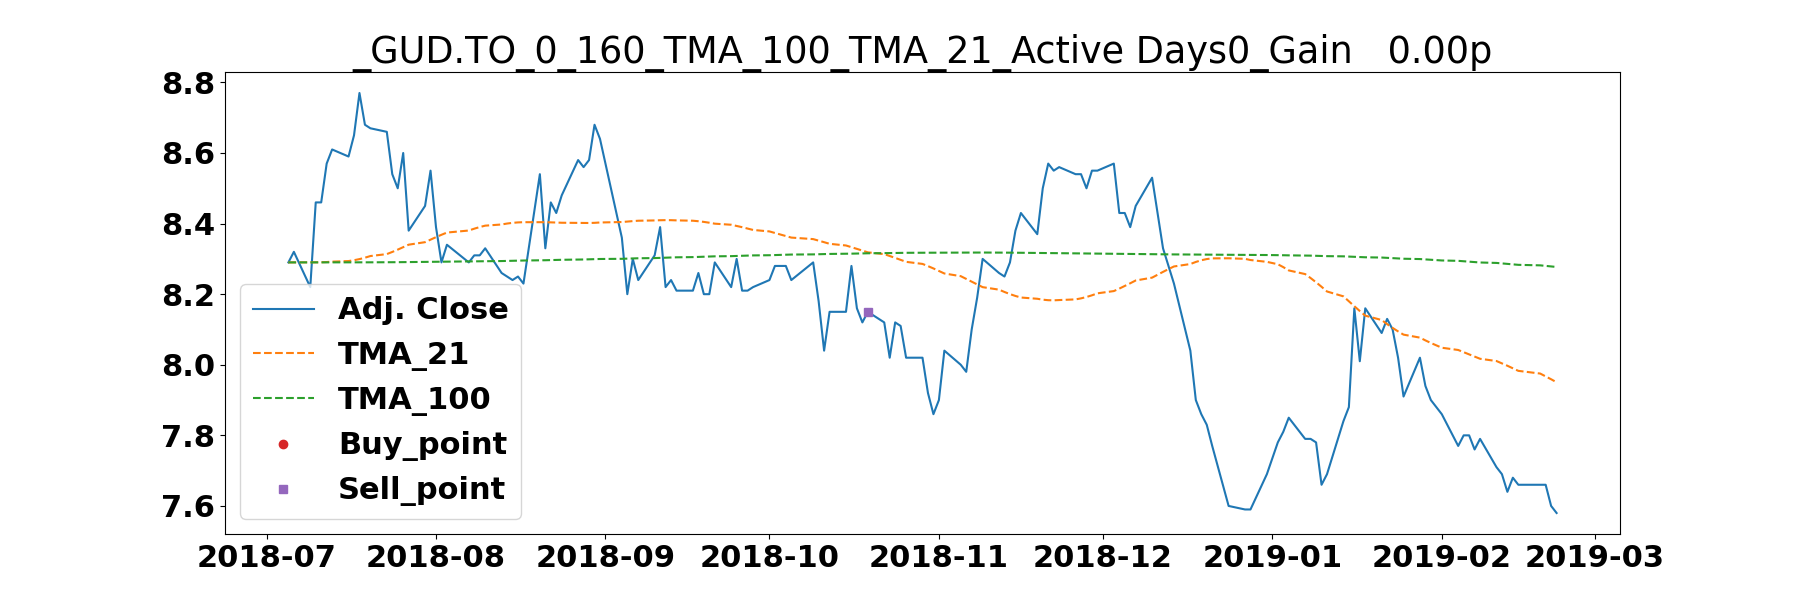 _GUD.TO_0_160_TMA_100_TMA_21_Active Days0_Gain   0.00p
8.8
8.6
8.4
8.2
8.0
7.8
7.6
Adj. Close
TMA_21
TMA_100
Buy_point
Sell_point
2018-07 2018-08 2018-09 2018-10 2018-11 2018-12 2019-01 2019-02 2019-03